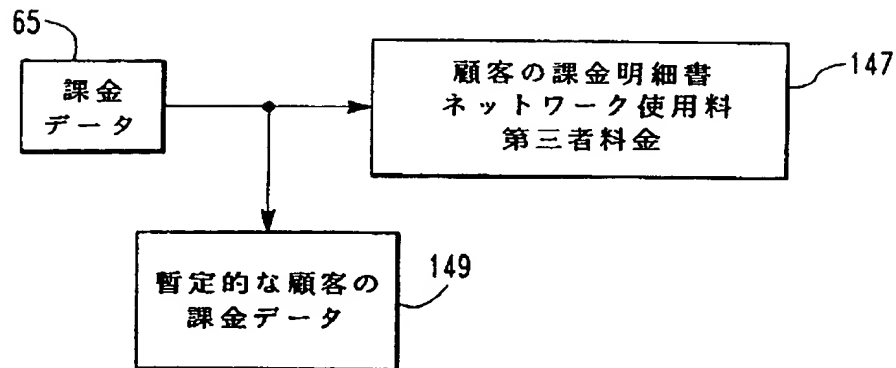 65
課金
データ
顧客の課金明細書
ネットワーク使用料
第三者料金
147
暫定的な顧客の
課金データ
149